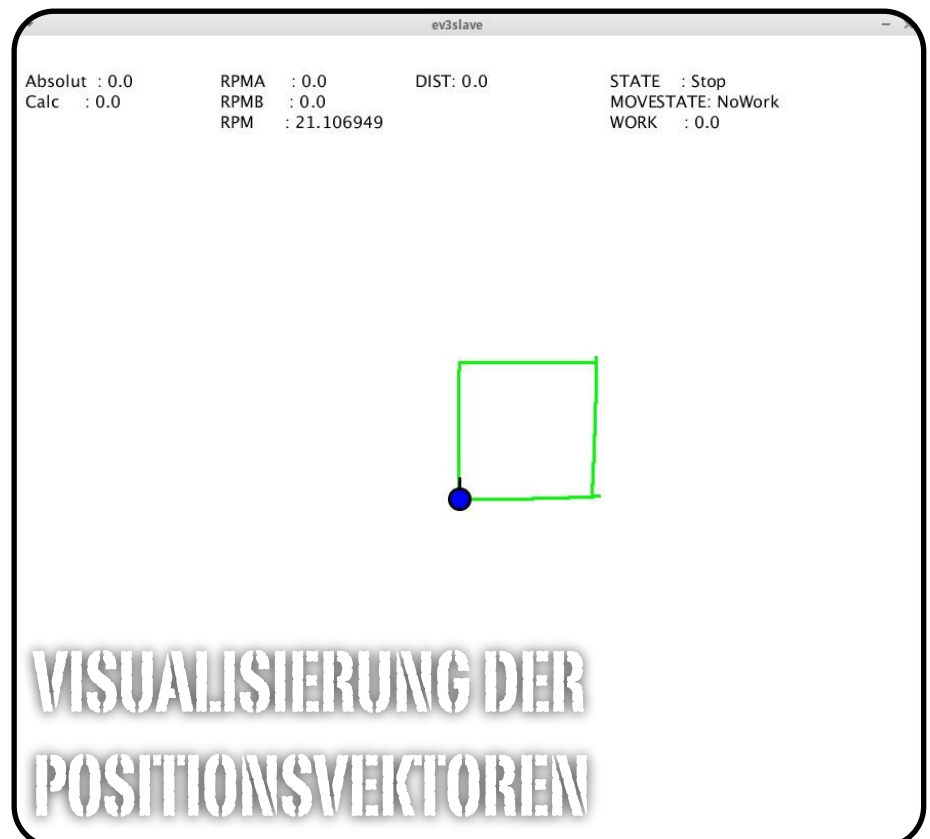 ev3slave
Absolut : 0.0 RPMA : 0.0 DIST: 0.0 STATE : Stop
Calc : 0.0 RPMB : 0.0 MOVESTATE: NoWork
RPM : 21.106949 WORK : 0.0
VISUALISIERUNG DER
POSITIONSVEKTOREN